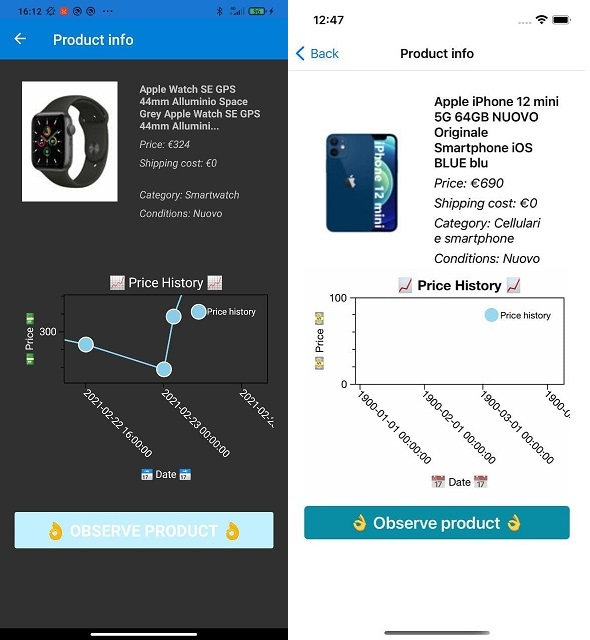 16:12
96
Product info
Apple Watch SE GPS
44mm Alluminio Space
Grey Apple Watch SE GPS
44mm Allumini...
Price: €324
Shipping cost: €0
Category: Smartwatch
Conditions: Nuovo
📈 Price History 📈
💵 Price 💵
300
Price history
2021-02-22 16:00:00
2021-02-23 00:00:00
2021-02-2
📅 Date 📅
👌 OBSERVE PRODUCT 👌
12:47
Back
Product info
iPhone 12 mini
Apple iPhone 12 mini
5G 64GB NUOVO
Originale
Smartphone iOS
BLUE blu
Price: €690
Shipping cost: €0
Category: Cellulari
e smartphone
Conditions: Nuovo
📈 Price History 📈
💵 Price 💵
100
0
Price history
1900-01-01 00:00:00
1900-02-01 00:00:00
1900-03-01 00:00:00
1900-0
📅 Date 📅
👌 Observe product 👌